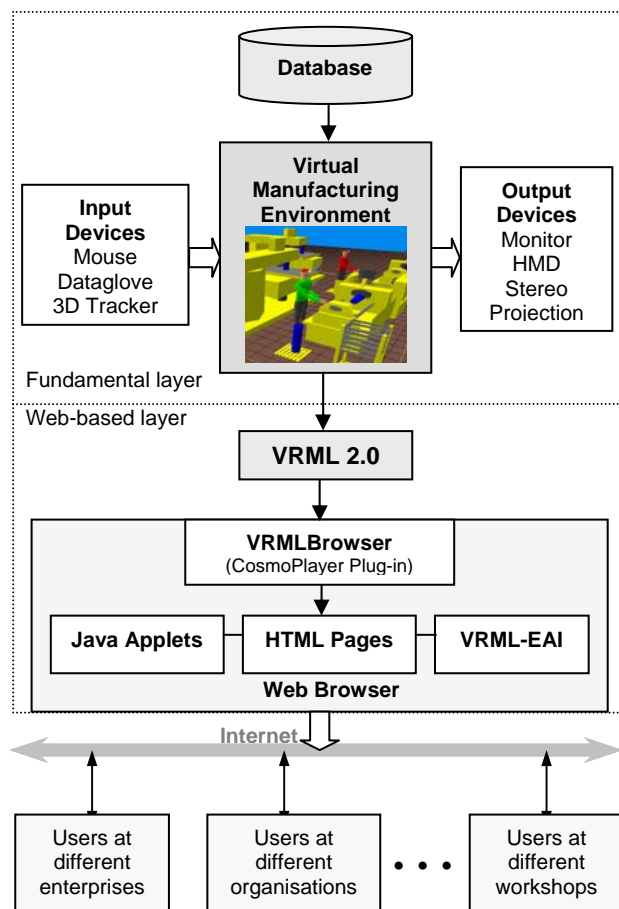 Database
Virtual
Manufacturing
Environment
Input
Devices
Mouse
Dataglove
3D Tracker
Output
Devices
Monitor
HMD
Stereo
Projection
Fundamental layer
Web-based layer
VRML 2.0
VRMLBrowser
(CosmoPlayer Plug-in)
Java Applets
HTML Pages
VRML-EAI
Web Browser
Internet
Users at
different
enterprises
Users at
different
organisations
• • •
Users at
different
workshops